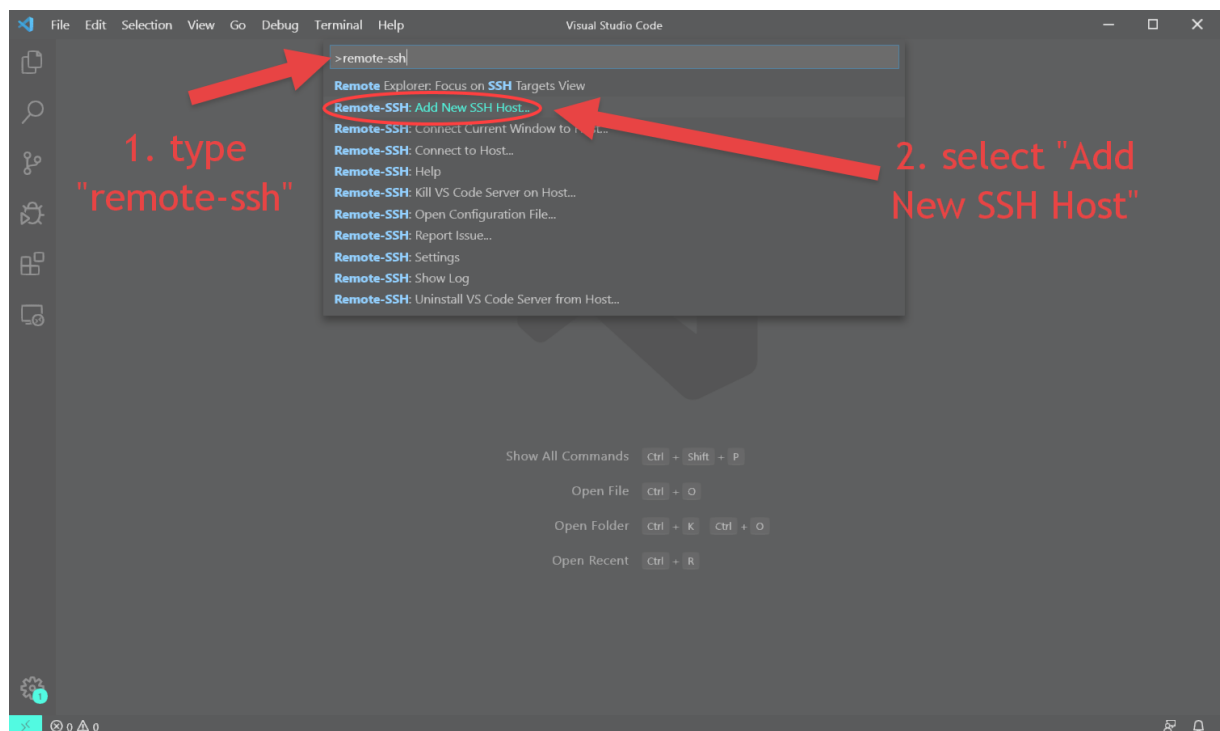 File Edit Selection View Go Debug Terminal Help Visual Studio Code
>remote-ssh
Remote Explorer: Focus on SSH Targets View
Remote-SSH: Add New SSH Host...
Remote-SSH: Connect Current Window to Host...
Remote-SSH: Connect to Host...
Remote-SSH: Help
Remote-SSH: Kill VS Code Server on Host...
Remote-SSH: Open Configuration File...
Remote-SSH: Report Issue...
Remote-SSH: Settings
Remote-SSH: Show Log
Remote-SSH: Uninstall VS Code Server from Host...
1. type
"remote-ssh"
2. select "Add
New SSH Host"
Show All Commands Ctrl + Shift + P
Open File Ctrl + O
Open Folder Ctrl + K Ctrl + O
Open Recent Ctrl + R
1
0 0